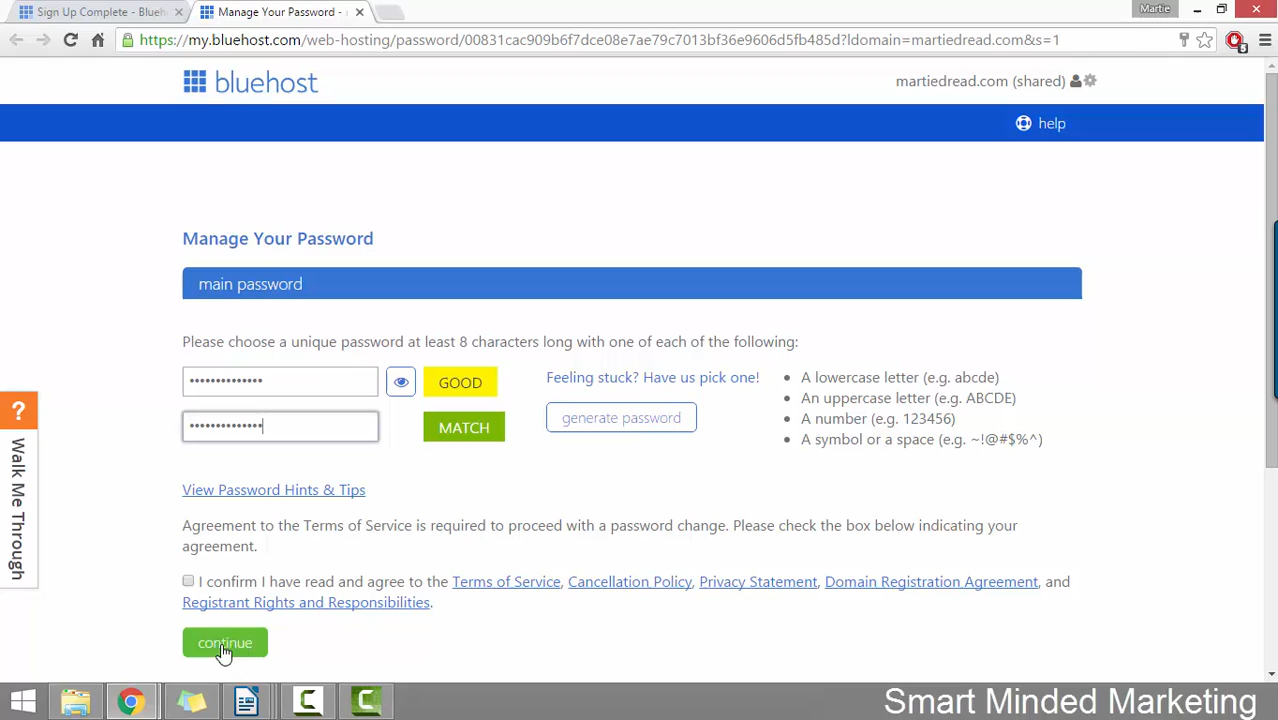 Sign Up Complete - Blueh
Manage Your Password -
Martie
https://my.bluehost.com/web-hosting/password/00831cac909b6f7dce08e7ae79c7013bf36e9606d5fb485d?ldomain=martiedread.com&s=1
bluehost
martiedread.com (shared)
help
Manage Your Password
main password
Please choose a unique password at least 8 characters long with one of each of the following:
GOOD
Feeling stuck? Have us pick one!
A lowercase letter (e.g. abcde)
An uppercase letter (e.g. ABCDE)
MATCH
generate password
A number (e.g. 123456)
A symbol or a space (e.g. ~!@#$%^)
? Walk Me Through
View Password Hints & Tips
Agreement to the Terms of Service is required to proceed with a password change. Please check the box below indicating your
agreement.
I confirm I have read and agree to the Terms of Service, Cancellation Policy, Privacy Statement, Domain Registration Agreement, and
Registrant Rights and Responsibilities.
continue
Smart Minded Marketing